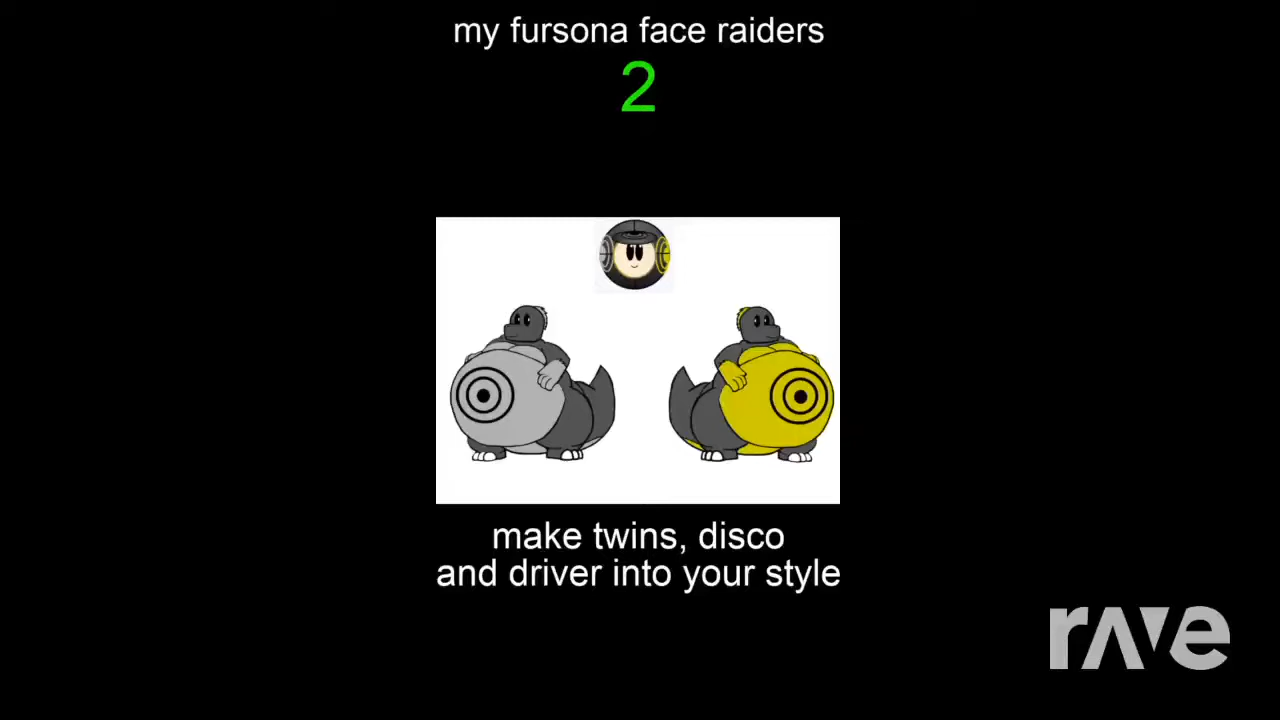 my fursona face raiders
2
make twins, disco
and driver into your style
rave